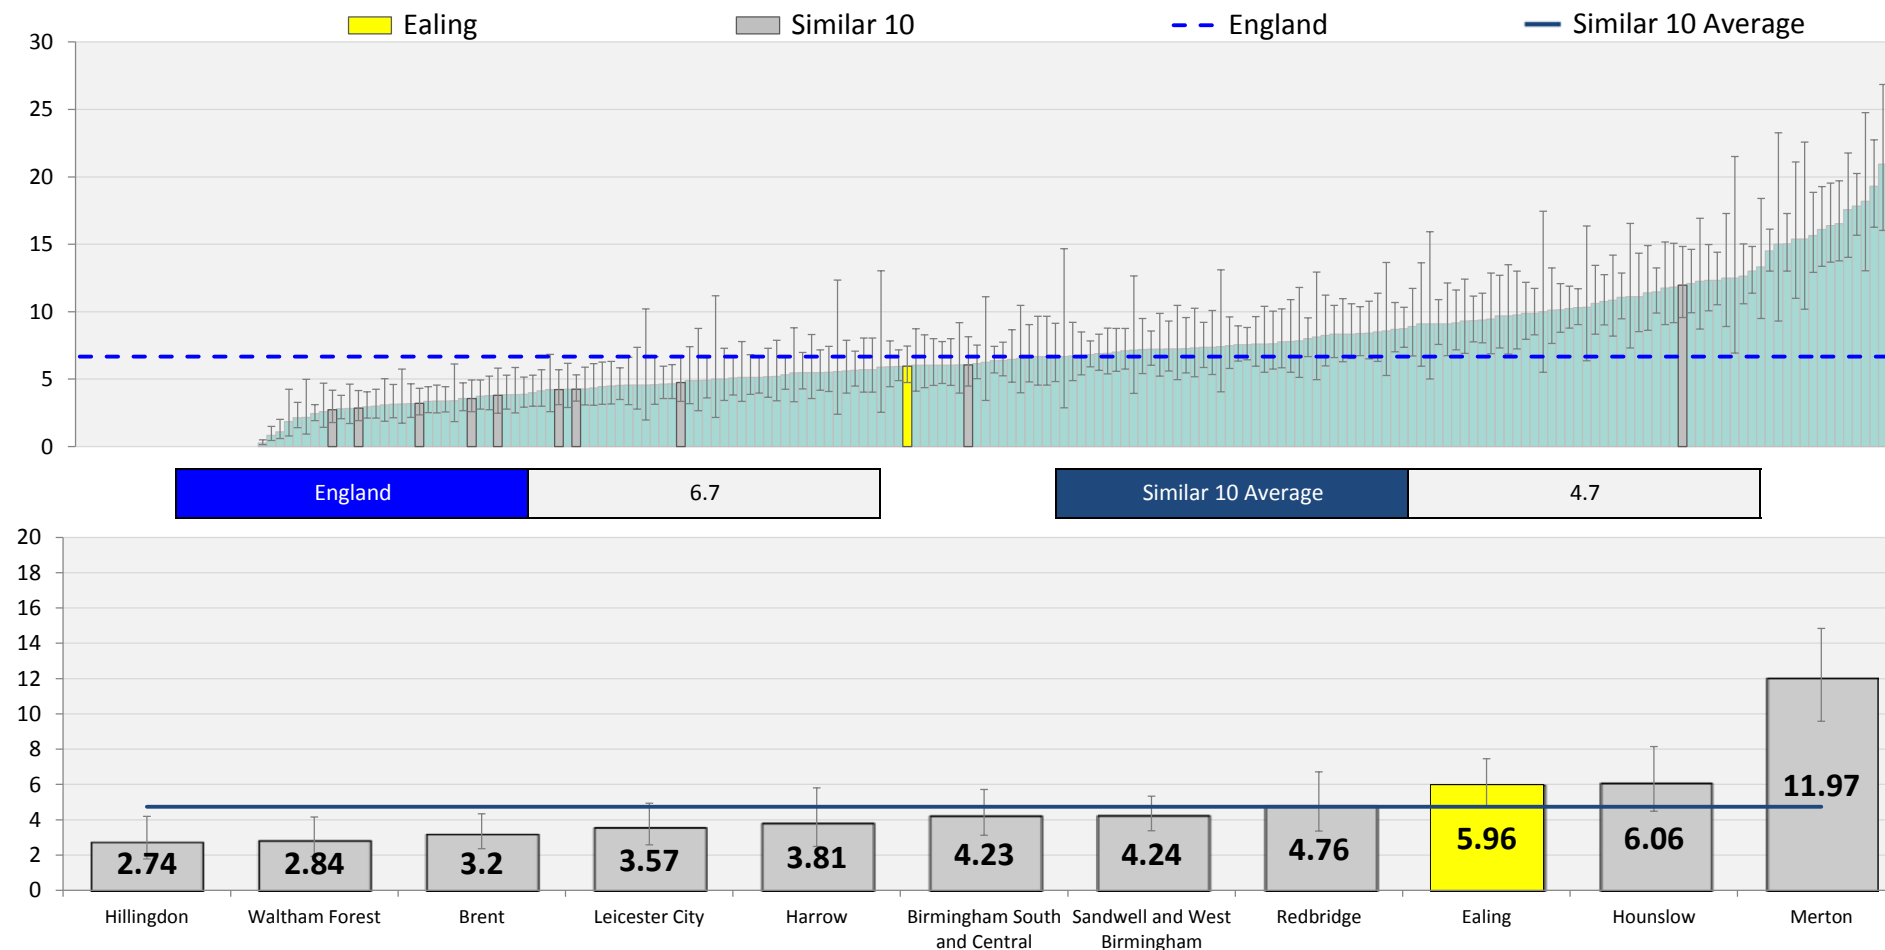 Ealing
Similar 10
England
Similar 10 Average
30
25
20
15
10
5
0
England
6.7
Similar 10 Average
4.7
20
18
16
14
12
10
8
6
4
2
0
2.74
2.84
3.2
3.57
3.81
4.23
4.24
4.76
5.96
6.06
11.97
Hillingdon
Waltham Forest
Brent
Leicester City
Harrow
Birmingham South
and Central
Sandwell and West
Birmingham
Redbridge
Ealing
Hounslow
Merton